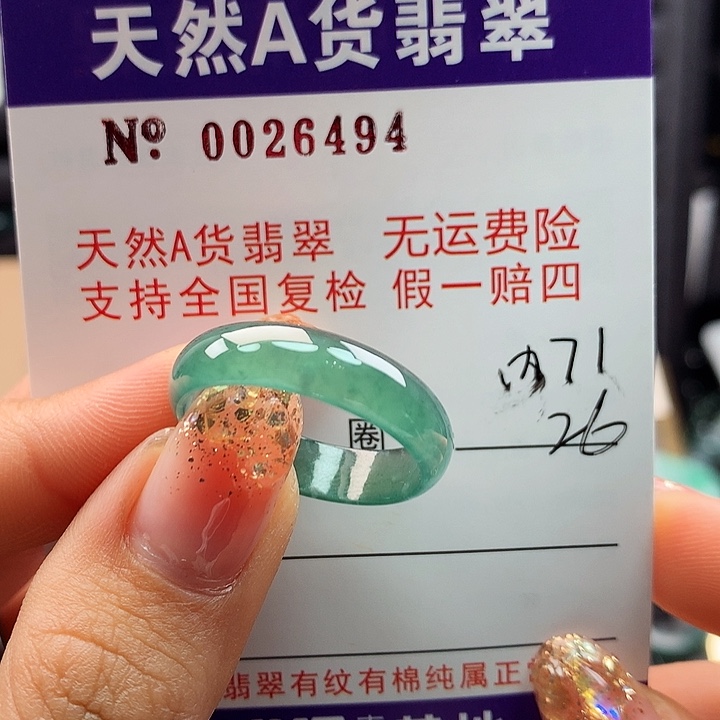 天然A货翡翠
Nº: 0026494
天然A货翡翠 无运费险
支持全国复检 假一赔四
内71
圈 26
翡翠有纹有棉纯属正常